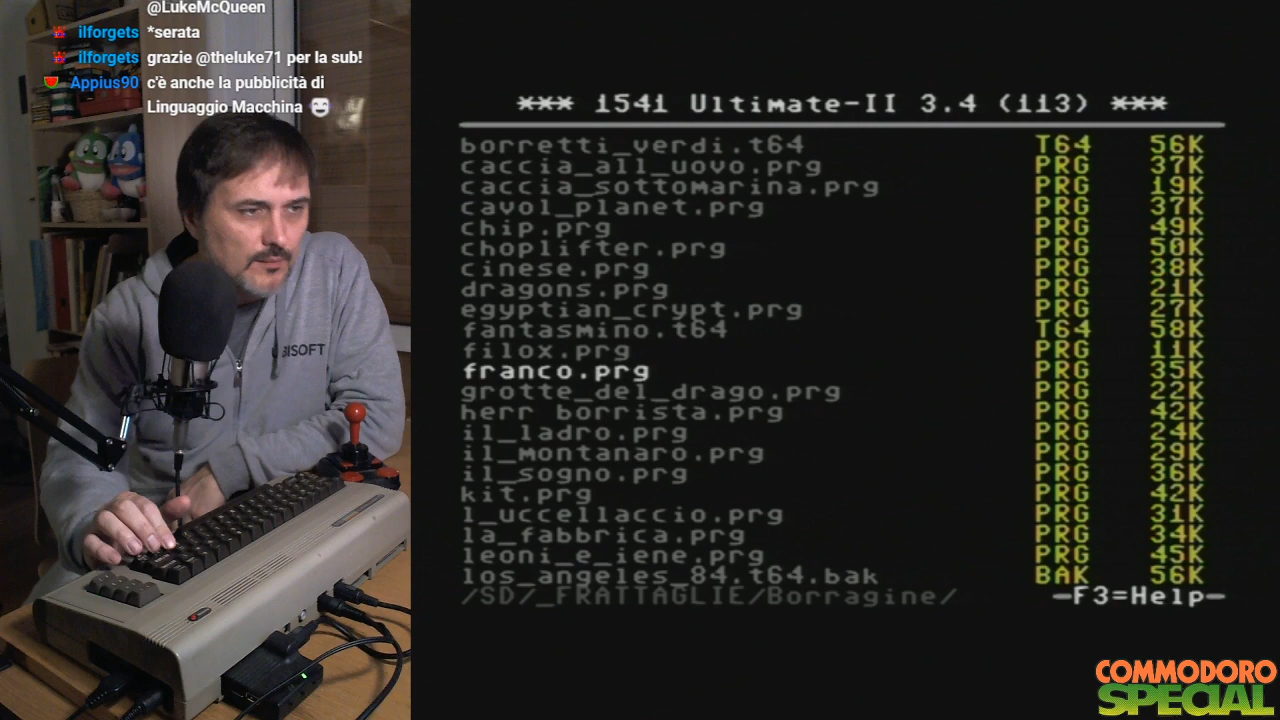 @LukeMcQueen
ilforgets *serata
ilforgets grazie @theluke71 per la sub!
Appius90 c'è anche la pubblicità di
Linguaggio Macchina
*** 1541 Ultimate-II 3.4 (113) ***
borretti_verdi.t64 T64 56K
caccia_all_uovo.prg PRG 37K
caccia_sottomarina.prg PRG 19K
cavol_planet.prg PRG 37K
chip.prg PRG 49K
choplifter.prg PRG 50K
cinese.prg PRG 38K
dragons.prg PRG 21K
egyptian_crypt.prg PRG 27K
fantasmino.t64 T64 58K
filox.prg PRG 11K
franco.prg PRG 35K
grotte_del_drago.prg PRG 22K
herr borrista.prg PRG 42K
il_ladro.prg PRG 24K
il_montanaro.prg PRG 29K
il_sogno.prg PRG 36K
kit.prg PRG 42K
l_uccellaccio.prg PRG 31K
la_fabbrica.prg PRG 34K
leoni_e_iene.prg PRG 45K
los_angeles_84.t64.bak BAK 56K
/SD/_FRATTAGLIE/Borragine/ F3=Help
COMMODORO
SPECIAL